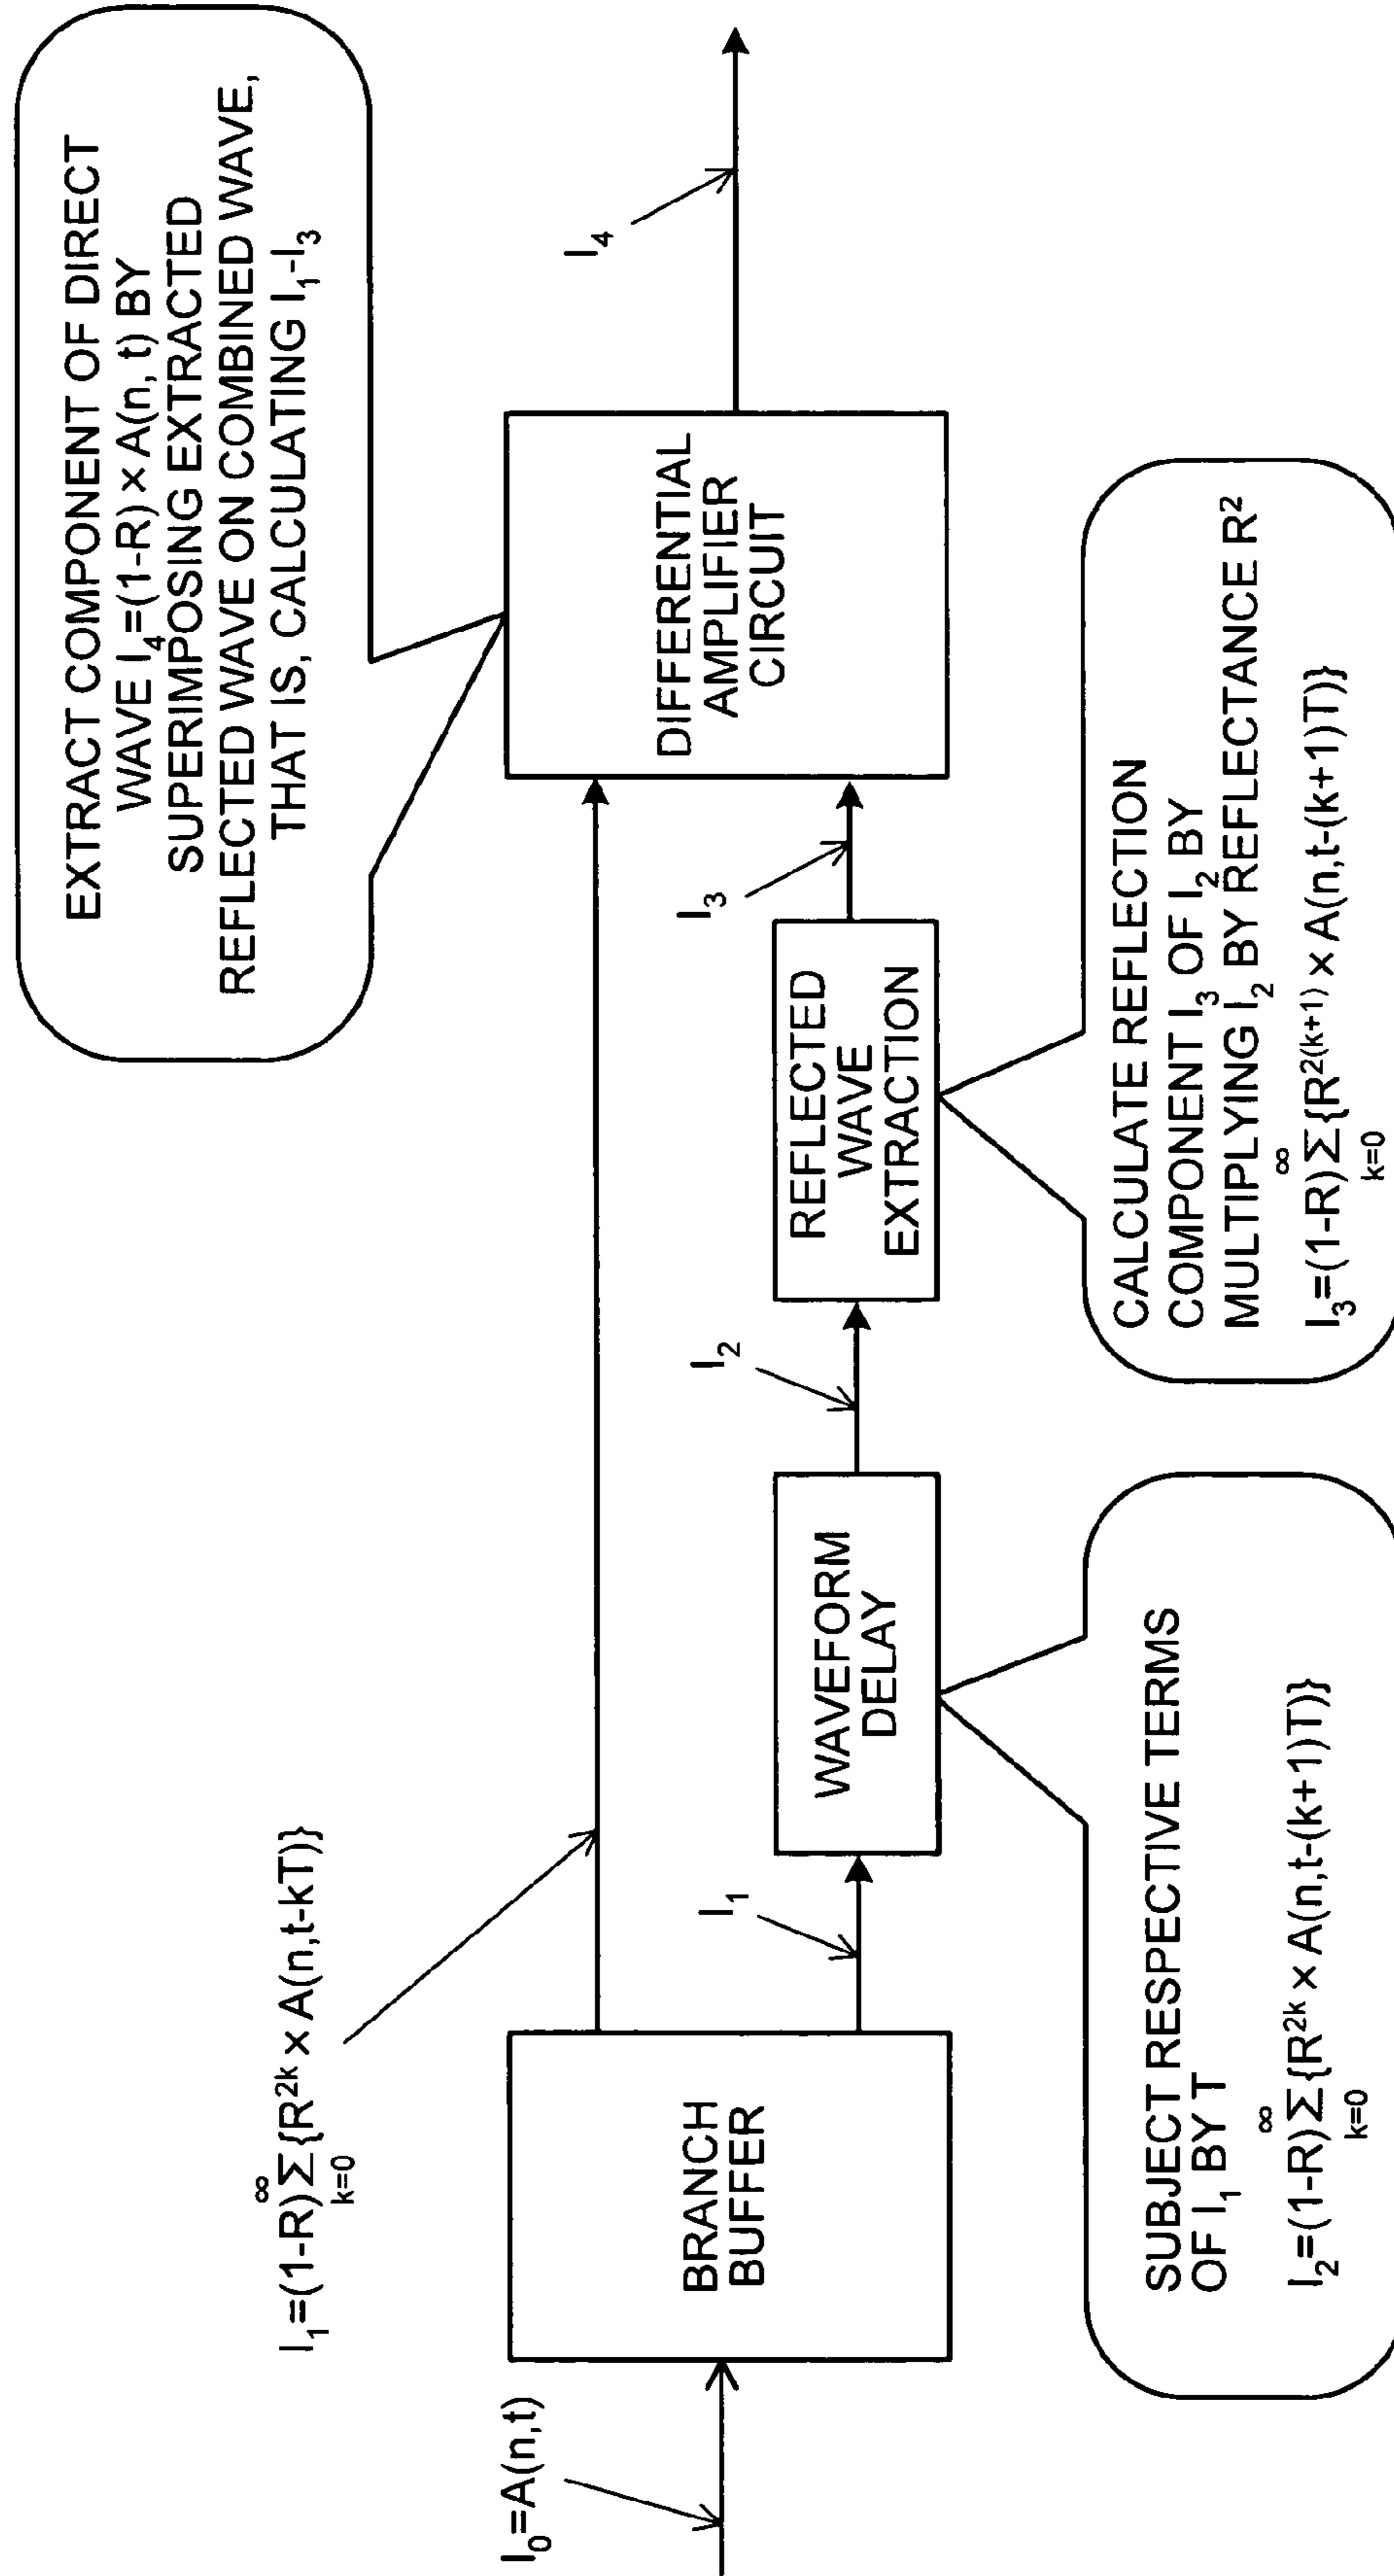 EXTRACT COMPONENT OF DIRECT
WAVE I₄=(1-R)×A(n, t) BY
SUPERIMPOSING EXTRACTED
REFLECTED WAVE ON COMBINED WAVE,
THAT IS, CALCULATING I₁-I₃
I₁=(1-R)∑{R²ᵏ×A(n,t-kT)}
∞
k=0
I₀=A(n,t)
BRANCH
BUFFER
I₁
WAVEFORM
DELAY
I₂
REFLECTED
WAVE
EXTRACTION
I₃
DIFFERENTIAL
AMPLIFIER
CIRCUIT
I₄
SUBJECT RESPECTIVE TERMS
OF I₁ BY T
∞
I₂=(1-R)∑{R²ᵏ×A(n,t-(k+1)T)}
k=0
CALCULATE REFLECTION
COMPONENT I₃ OF I₂ BY
MULTIPLYING I₂ BY REFLECTANCE R²
∞
I₃=(1-R)∑{R²⁽ᵏ⁺¹⁾×A(n,t-(k+1)T)}
k=0